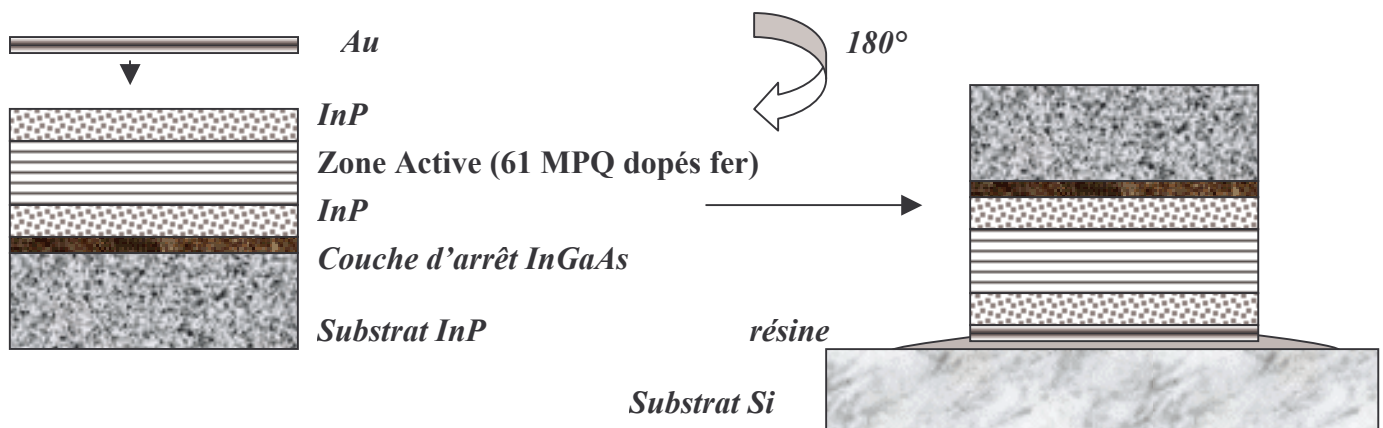 Au
180°
InP
Zone Active (61 MPQ dopés fer)
InP
Couche d'arrêt InGaAs
Substrat InP
résine
Substrat Si